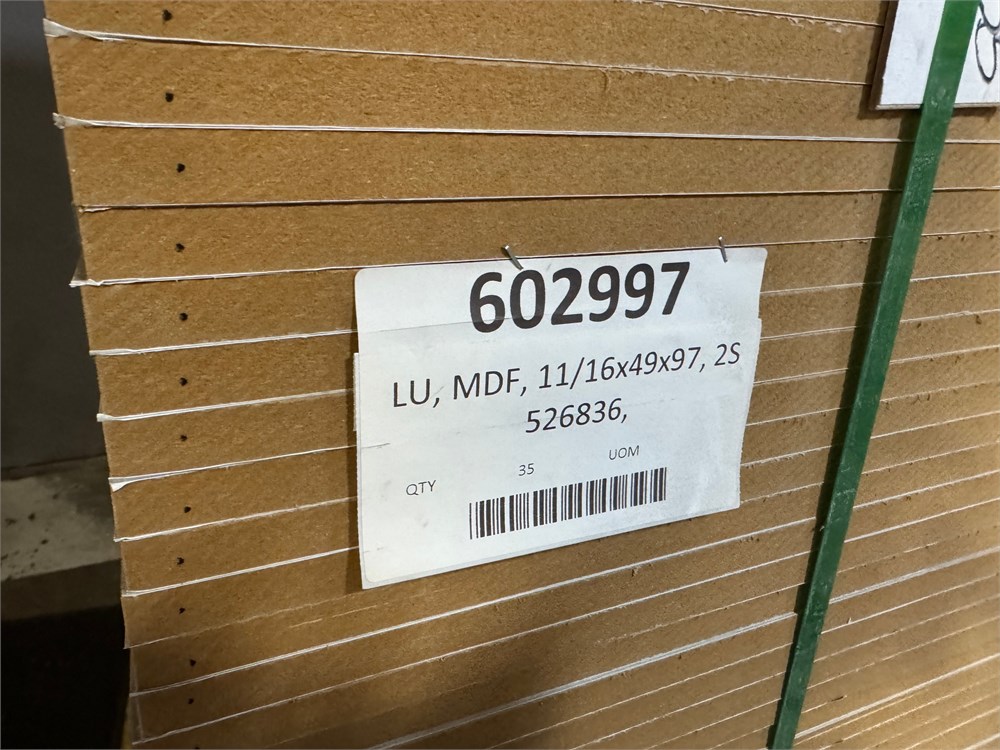 602997
LU, MDF, 11/16x49x97, 2S
526836,
QTY 35 UOM